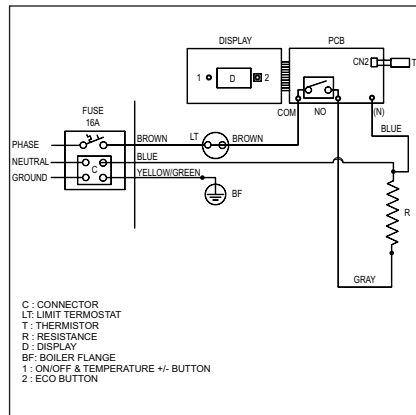 DISPLAY
PCB
1
D
2
CN2
T
FUSE
16A
COM
NO
(N)
PHASE
BROWN
LT
BROWN
BLUE
NEUTRAL
BLUE
C
GROUND
YELLOW/GREEN
BF
R
GRAY
C : CONNECTOR
LT: LIMIT TERMOSTAT
T : THERMISTOR
R : RESISTANCE
D : DISPLAY
BF: BOILER FLANGE
1 : ON/OFF & TEMPERATURE +/- BUTTON
2 : ECO BUTTON